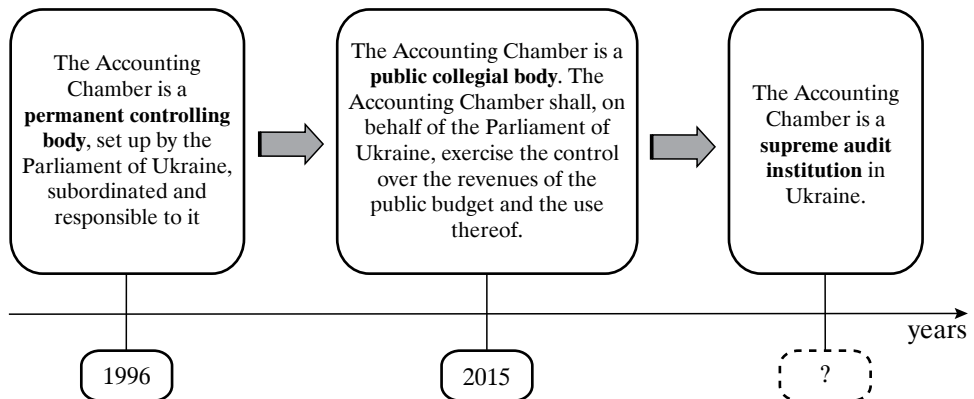 The Accounting
Chamber is a
permanent controlling
body, set up by the
Parliament of Ukraine,
subordinated and
responsible to it
The Accounting Chamber is a
public collegial body. The
Accounting Chamber shall, on
behalf of the Parliament of
Ukraine, exercise the control
over the revenues of the
public budget and the use
thereof.
The Accounting
Chamber is a
supreme audit
institution in
Ukraine.
years
1996
2015
?